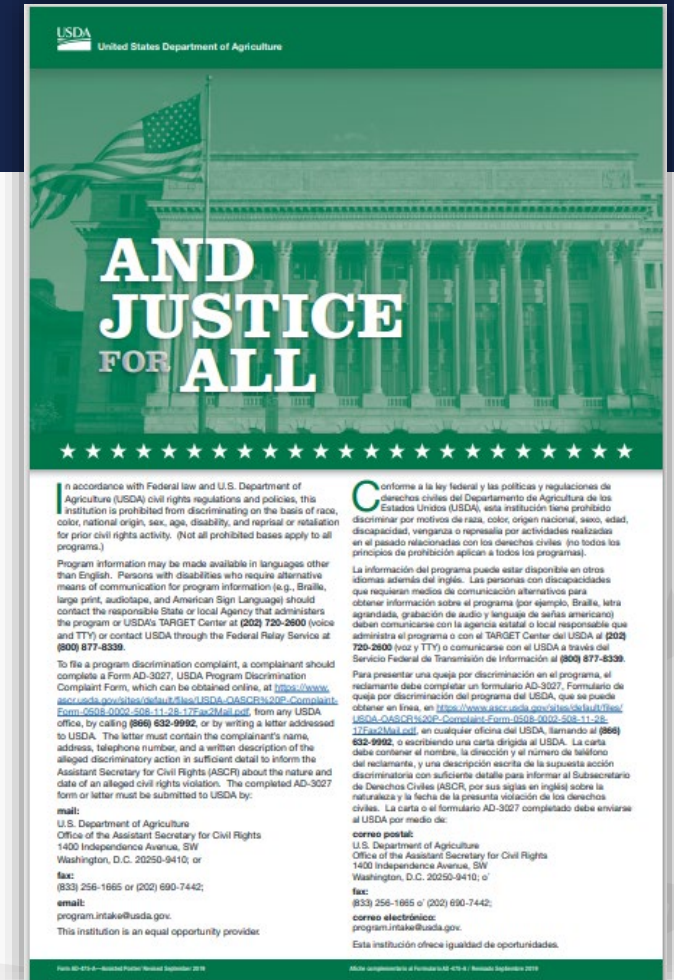 USDA
United States Department of Agriculture
AND
JUSTICE
FOR ALL
In accordance with Federal law and U.S. Department of
Agriculture (USDA) civil rights regulations and policies, this
institution is prohibited from discriminating on the basis of race,
color, national origin, sex, age, disability, and reprisal or retaliation
for prior civil rights activity. (Not all prohibited bases apply to all
programs.)
Program information may be made available in languages other
than English. Persons with disabilities who require alternative
means of communication for program information (e.g., Braille,
large print, audiotape, and American Sign Language) should
contact the responsible State or local Agency that administers
the program or USDA's TARGET Center at (202) 720-2600 (voice
and TTY) or contact USDA through the Federal Relay Service at
(800) 877-8339.
To file a program discrimination complaint, a complainant should
complete a Form AD-3027, USDA Program Discrimination
Complaint Form, which can be obtained online, at https://www.
ascr.usda.gov/sites/default/files/USDA-OASCR%20P-Complaint-
Form-0508-0002-508-11-28-17Fax2Mail.pdf, from any USDA
office, by calling (866) 632-9992, or by writing a letter addressed
to USDA. The letter must contain the complainant's name,
address, telephone number, and a written description of the
alleged discriminatory action in sufficient detail to inform the
Assistant Secretary for Civil Rights (ASCR) about the nature and
date of an alleged civil rights violation. The completed AD-3027
form or letter must be submitted to USDA by:
mail:
U.S. Department of Agriculture
Office of the Assistant Secretary for Civil Rights
1400 Independence Avenue, SW
Washington, D.C. 20250-9410; or
fax:
(833) 256-1665 or (202) 690-7442;
email:
program.intake@usda.gov.
This institution is an equal opportunity provider.
Conforme a la ley federal y las políticas y regulaciones de
derechos civiles del Departamento de Agricultura de los
Estados Unidos (USDA), esta institución tiene prohibido
discriminar por motivos de raza, color, origen nacional, sexo, edad,
discapacidad, venganza o represalia por actividades realizadas
en el pasado relacionadas con los derechos civiles (no todos los
principios de prohibición aplican a todos los programas).
La información del programa puede estar disponible en otros
idiomas además del inglés. Las personas con discapacidades
que requieran medios de comunicación alternativos para
obtener información sobre el programa (por ejemplo, Braille, letra
agrandada, grabación de audio y lenguaje de señas americano)
deben comunicarse con la agencia estatal o local responsable que
administra el programa o con el TARGET Center del USDA al (202)
720-2600 (voz y TTY) o comunicarse con el USDA a través del
Servicio Federal de Transmisión de Información al (800) 877-8339.
Para presentar una queja por discriminación en el programa, el
reclamante debe completar un formulario AD-3027, Formulario de
queja por discriminación del programa del USDA, que se puede
obtener en línea, en https://www.ascr.usda.gov/sites/default/files/
USDA-OASCR%20P-Complaint-Form-0508-0002-508-11-28-
17Fax2Mail.pdf, en cualquier oficina del USDA, llamando al (866)
632-9992, o escribiendo una carta dirigida al USDA. La carta
debe contener el nombre, la dirección y el número de teléfono
del reclamante, y una descripción escrita de la supuesta acción
discriminatoria con suficiente detalle para informar al Subsecretario
de Derechos Civiles (ASCR, por sus siglas en inglés) sobre la
naturaleza y la fecha de la presunta violación de los derechos
civiles. La carta o el formulario AD-3027 completado debe enviarse
al USDA por medio de:
correo postal:
U.S. Department of Agriculture
Office of the Assistant Secretary for Civil Rights
1400 Independence Avenue, SW
Washington, D.C. 20250-9410; o'
fax:
(833) 256-1665 o' (202) 690-7442;
correo electrónico:
program.intake@usda.gov.
Esta institución ofrece igualdad de oportunidades.
Form AD-475-A—Assisted Poster/ Revised September 2019
Afiche complementario al Formulario AD-475-A / Revisado Septiembre 2019